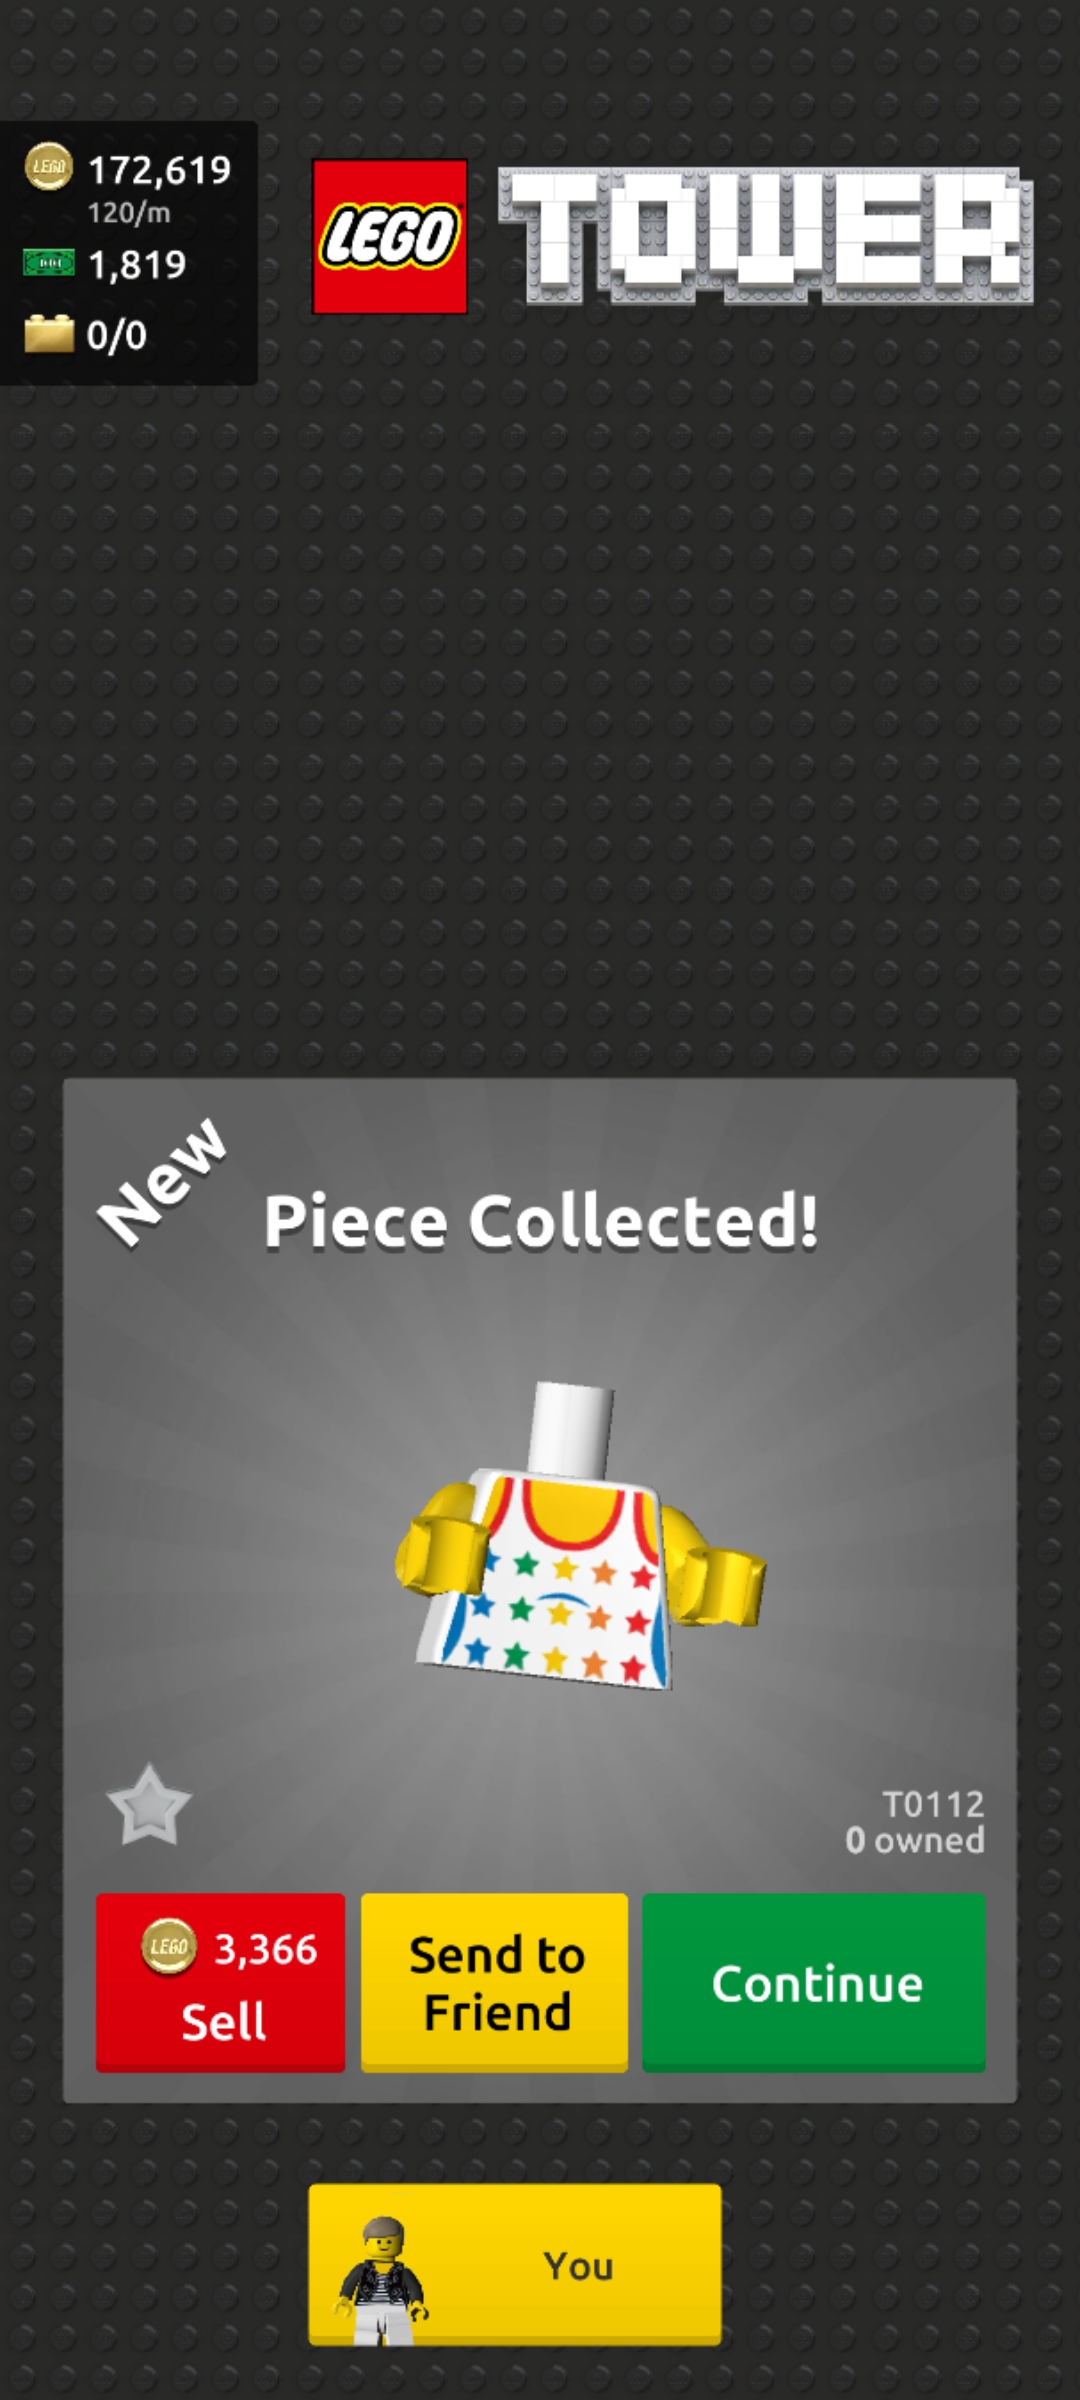 LEGO 172,619
120/m
1,819
0/0
LEGO TOWER
New
Piece Collected!
T0112
0 owned
LEGO 3,366
Sell
Send to
Friend
Continue
You